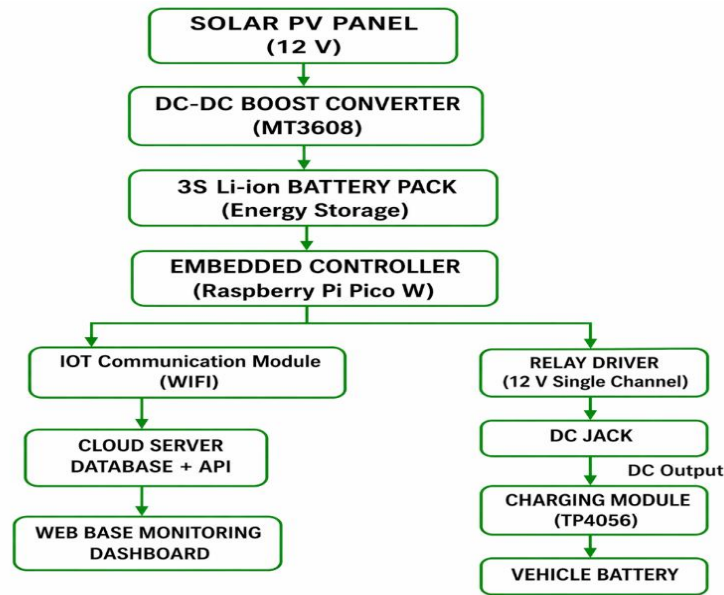 SOLAR PV PANEL
(12 V)
DC-DC BOOST CONVERTER
(MT3608)
3S Li-ion BATTERY PACK
(Energy Storage)
EMBEDDED CONTROLLER
(Raspberry Pi Pico W)
IOT Communication Module
(WIFI)
CLOUD SERVER
DATABASE + API
WEB BASE MONITORING
DASHBOARD
RELAY DRIVER
(12 V Single Channel)
DC JACK
DC Output
CHARGING MODULE
(TP4056)
VEHICLE BATTERY